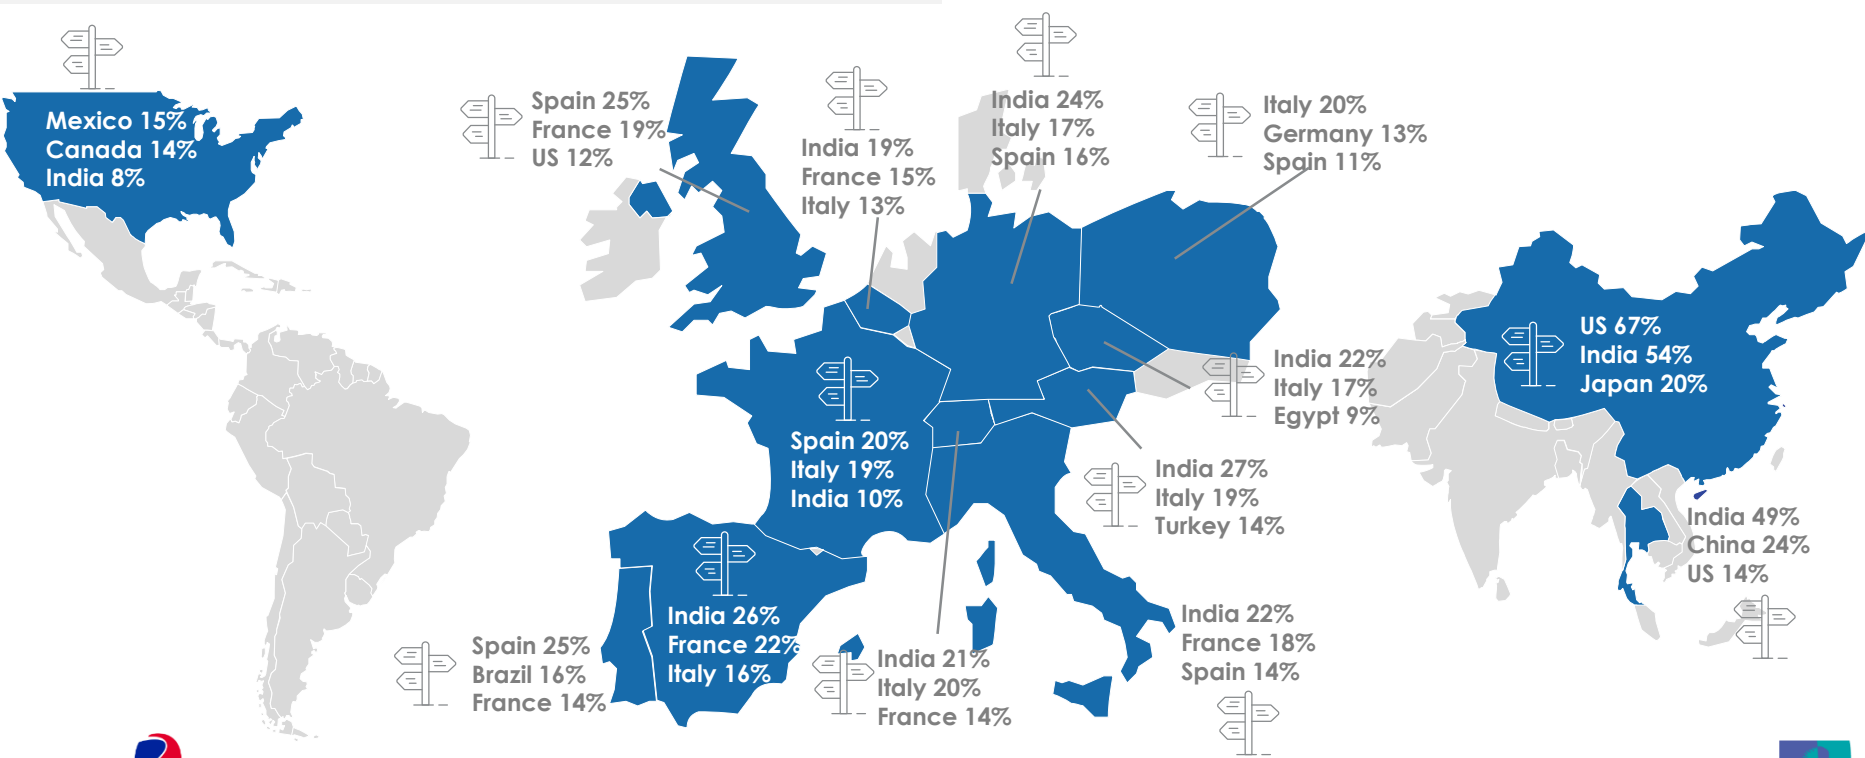 Mexico 15%
Canada 14%
India 8%
Spain 25%
France 19%
US 12%
India 19%
France 15%
Italy 13%
India 24%
Italy 17%
Spain 16%
Italy 20%
Germany 13%
Spain 11%
US 67%
India 54%
Japan 20%
India 22%
Italy 17%
Egypt 9%
Spain 20%
Italy 19%
India 10%
India 27%
Italy 19%
Turkey 14%
India 49%
China 24%
US 14%
India 26%
France 22%
Italy 16%
Spain 25%
Brazil 16%
France 14%
India 21%
Italy 20%
France 14%
India 22%
France 18%
Spain 14%